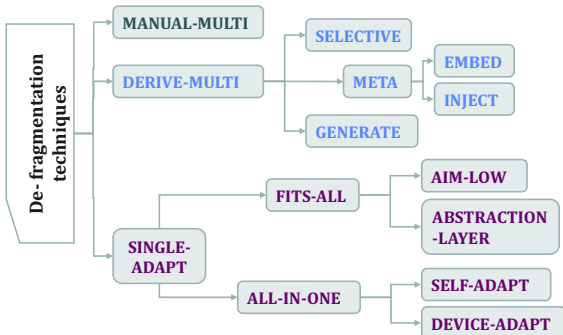 De- fragmentation
techniques
MANUAL-MULTI
DERIVE-MULTI
SELECTIVE
META
EMBED
INJECT
GENERATE
SINGLE-
ADAPT
FITS-ALL
AIM-LOW
ABSTRACTION
-LAYER
ALL-IN-ONE
SELF-ADAPT
DEVICE-ADAPT